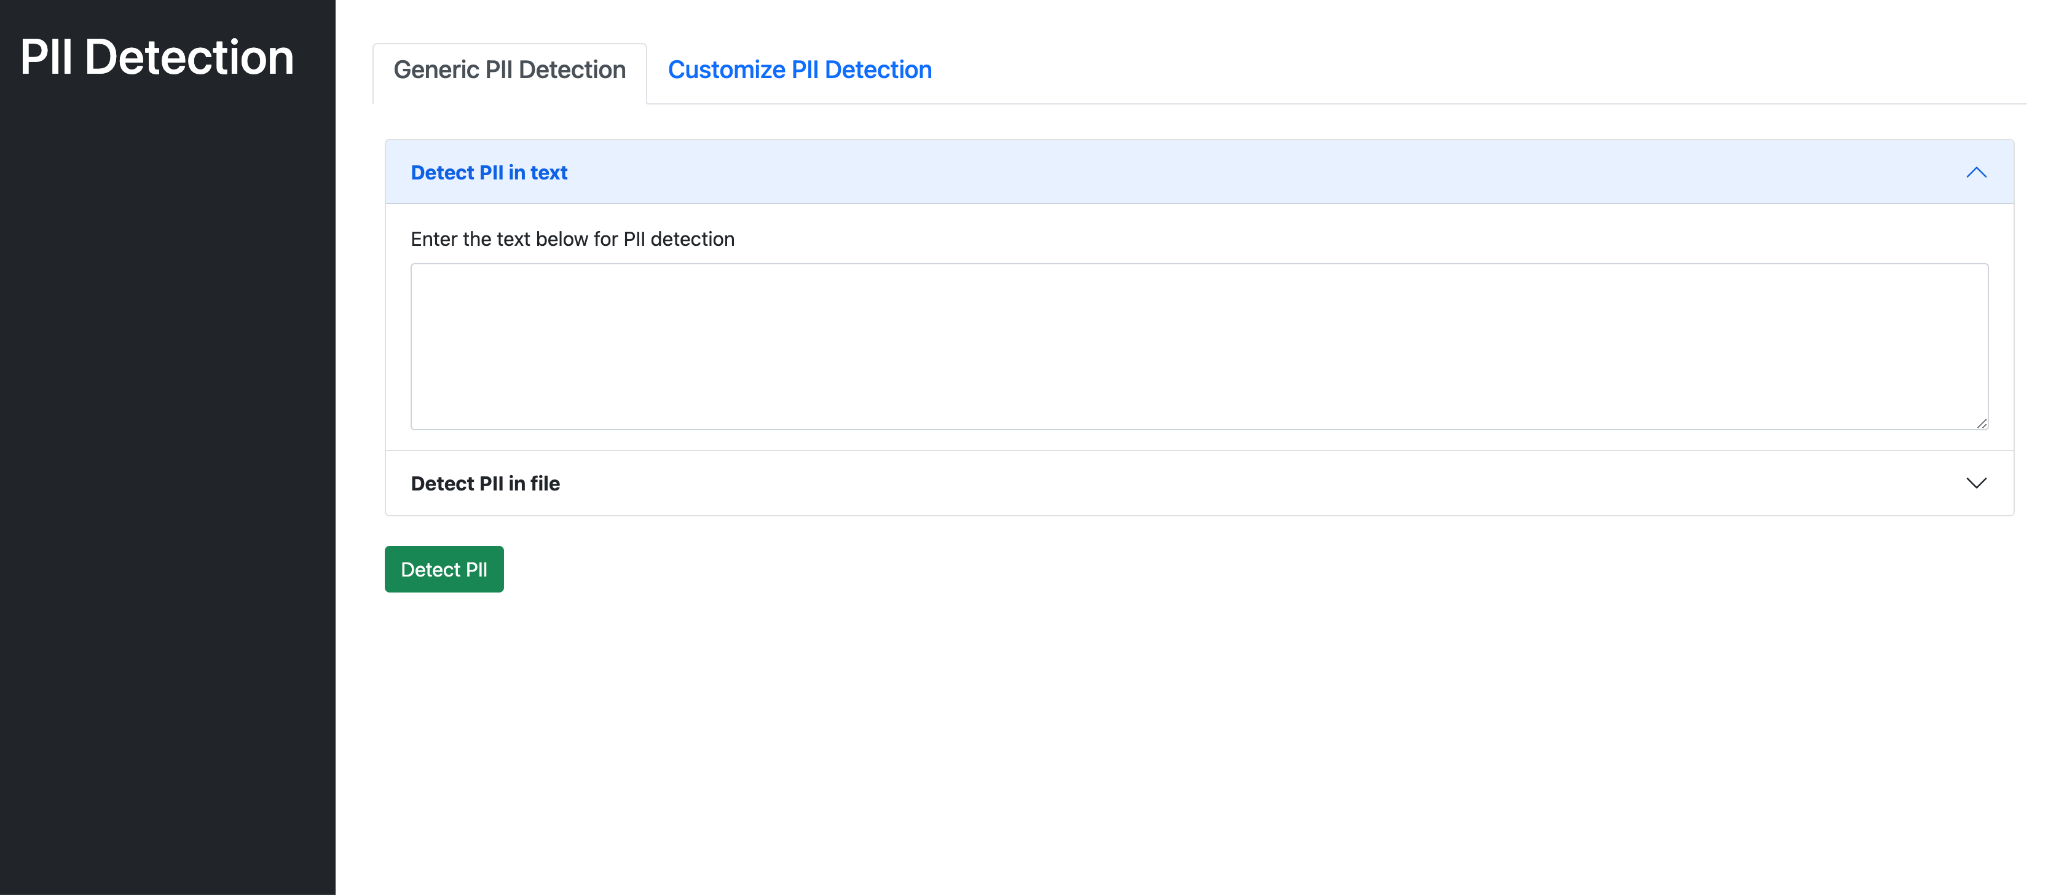 PII Detection
Generic PII Detection
Customize PII Detection
Detect PII in text
Enter the text below for PII detection
Detect PII in file
Detect PII